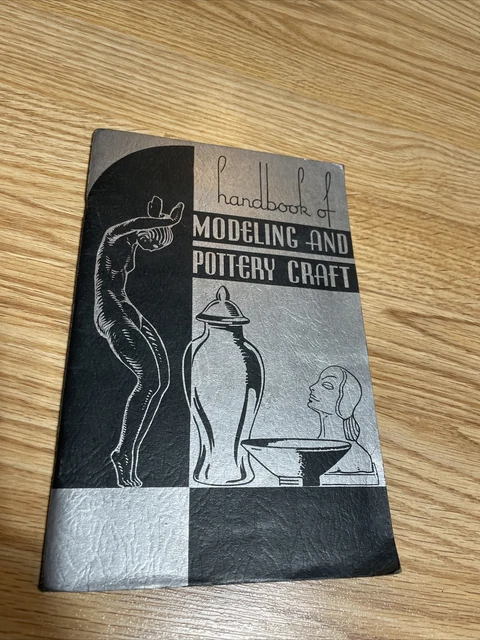 handbook of
MODELING AND
POTTERY CRAFT